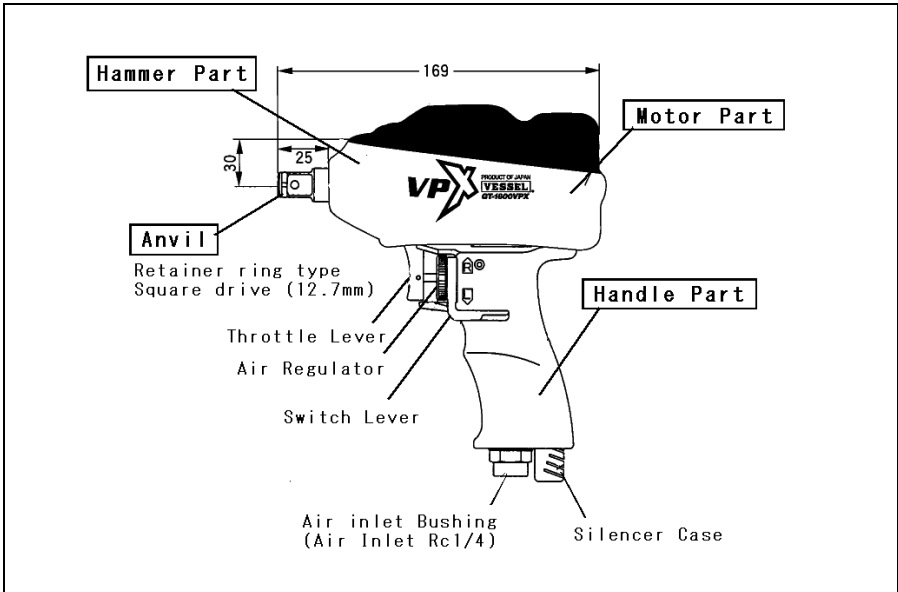 169
Hammer Part
Motor Part
30
25
VPX
PRODUCT OF JAPAN
VESSEL
GT-1600VPX
Anvil
Retainer ring type
Square drive (12.7mm)
R
L
Handle Part
Throttle Lever
Air Regulator
Switch Lever
Air inlet Bushing
(Air Inlet Rc1/4)
Silencer Case